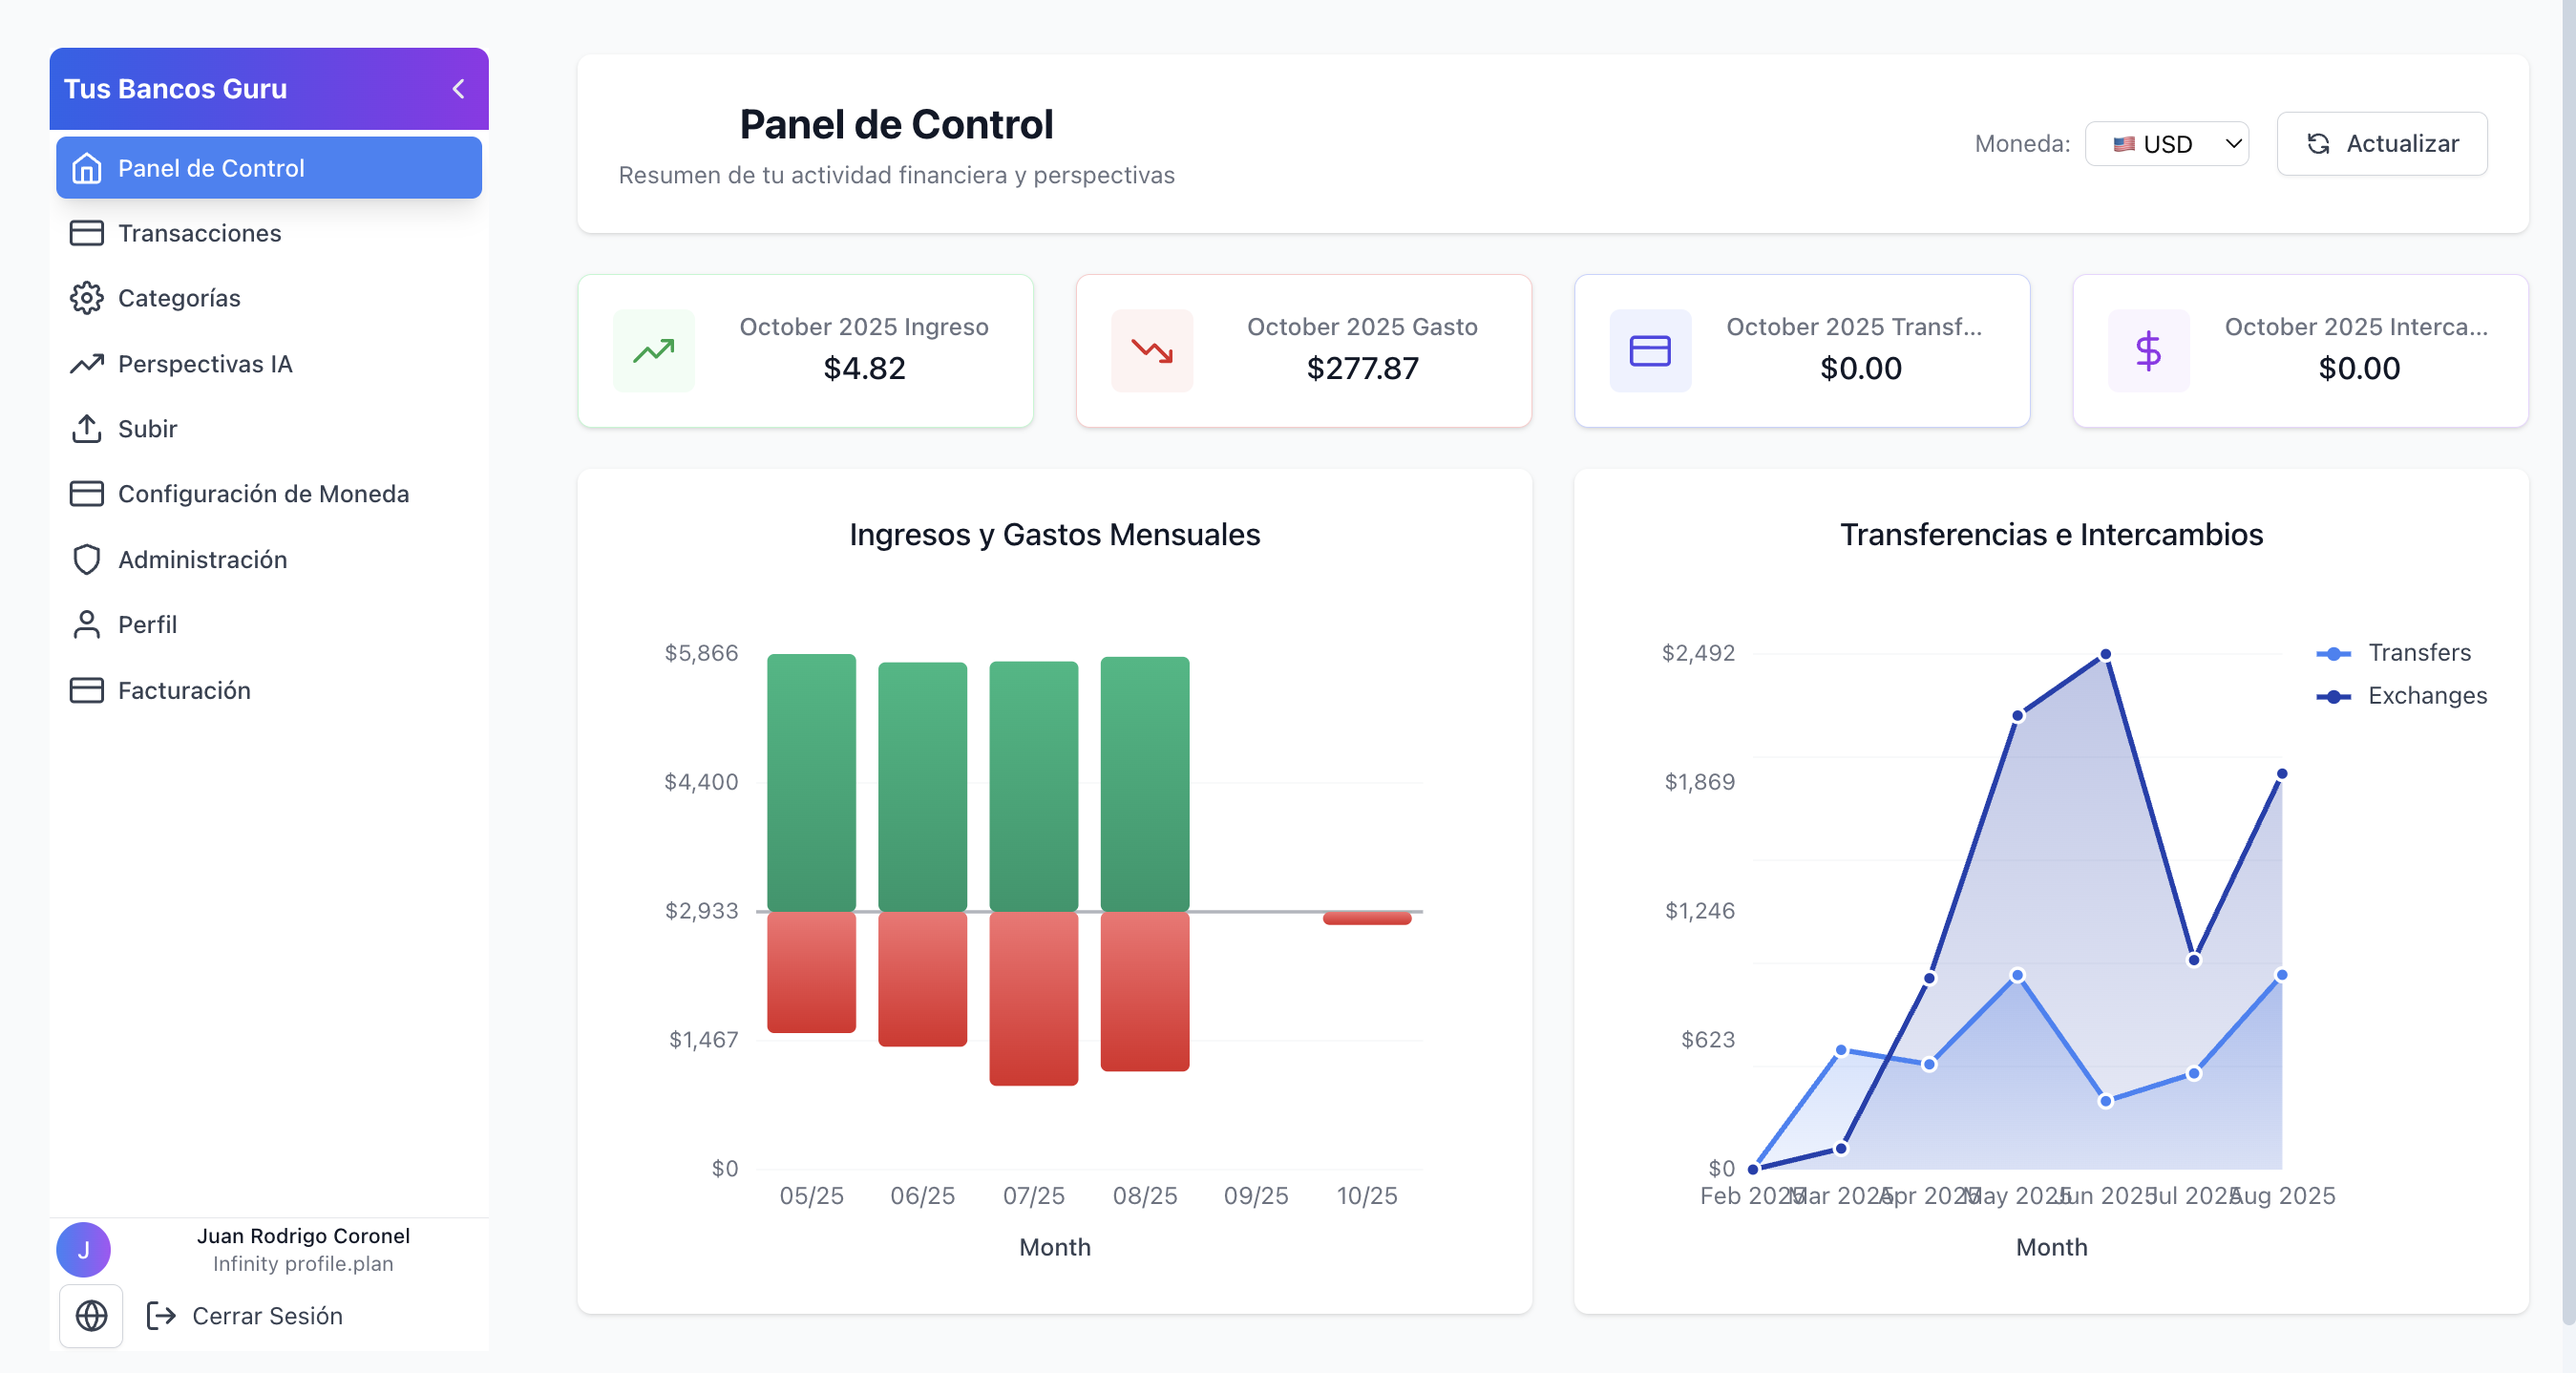 Tus Bancos Guru
Panel de Control
Transacciones
Categorías
Perspectivas IA
Subir
Configuración de Moneda
Administración
Perfil
Facturación
Juan Rodrigo Coronel
J
Infinity profile.plan
Cerrar Sesión
Panel de Control
Resumen de tu actividad financiera y perspectivas
Moneda:
USD
Actualizar
October 2025 Ingreso
$4.82
October 2025 Gasto
$277.87
October 2025 Transf...
$0.00
October 2025 Interca...
$0.00
Ingresos y Gastos Mensuales
$5,866
$4,400
$2,933
$1,467
$0
05/25 06/25 07/25 08/25 09/25 10/25
Month
Transferencias e Intercambios
$2,492
$1,869
$1,246
$623
$0
Feb 2025 Mar 2025 Apr 2025 May 2025 Jun 2025 Jul 2025 Aug 2025
Month
Transfers
Exchanges